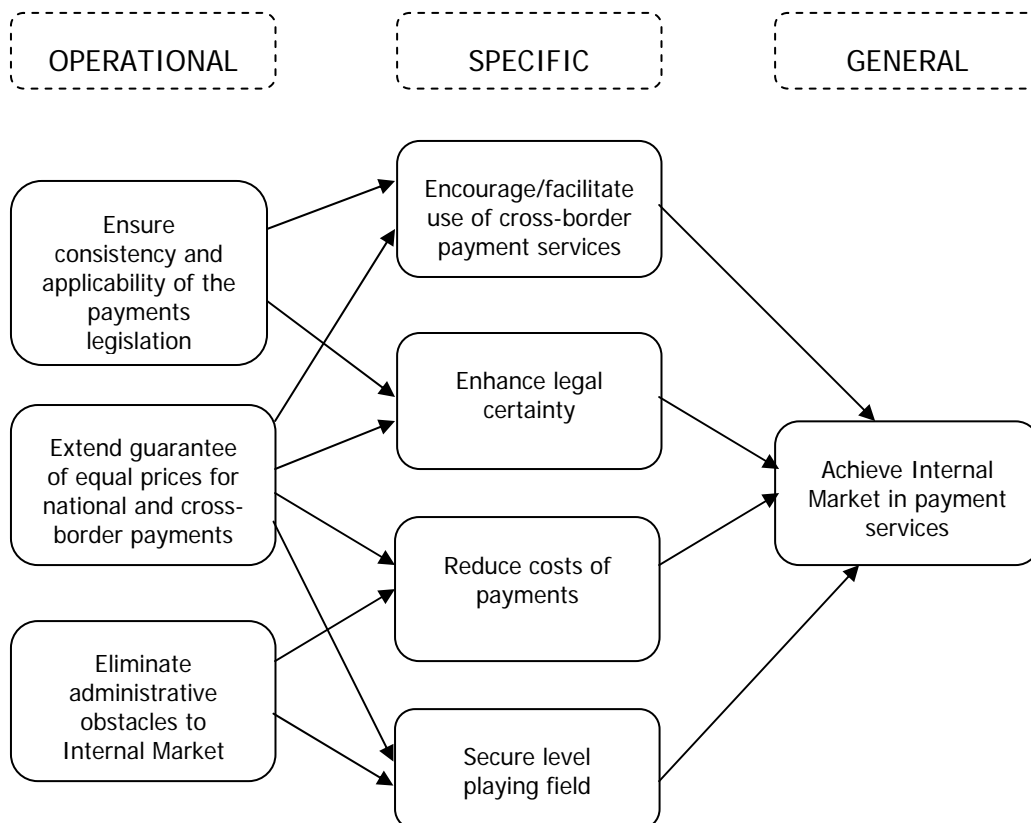 OPERATIONAL
SPECIFIC
GENERAL
Ensure
consistency and
applicability of the
payments
legislation
Extend guarantee
of equal prices for
national and cross-
border payments
Eliminate
administrative
obstacles to
Internal Market
Encourage/facilitate
use of cross-border
payment services
Enhance legal
certainty
Reduce costs of
payments
Secure level
playing field
Achieve Internal
Market in payment
services